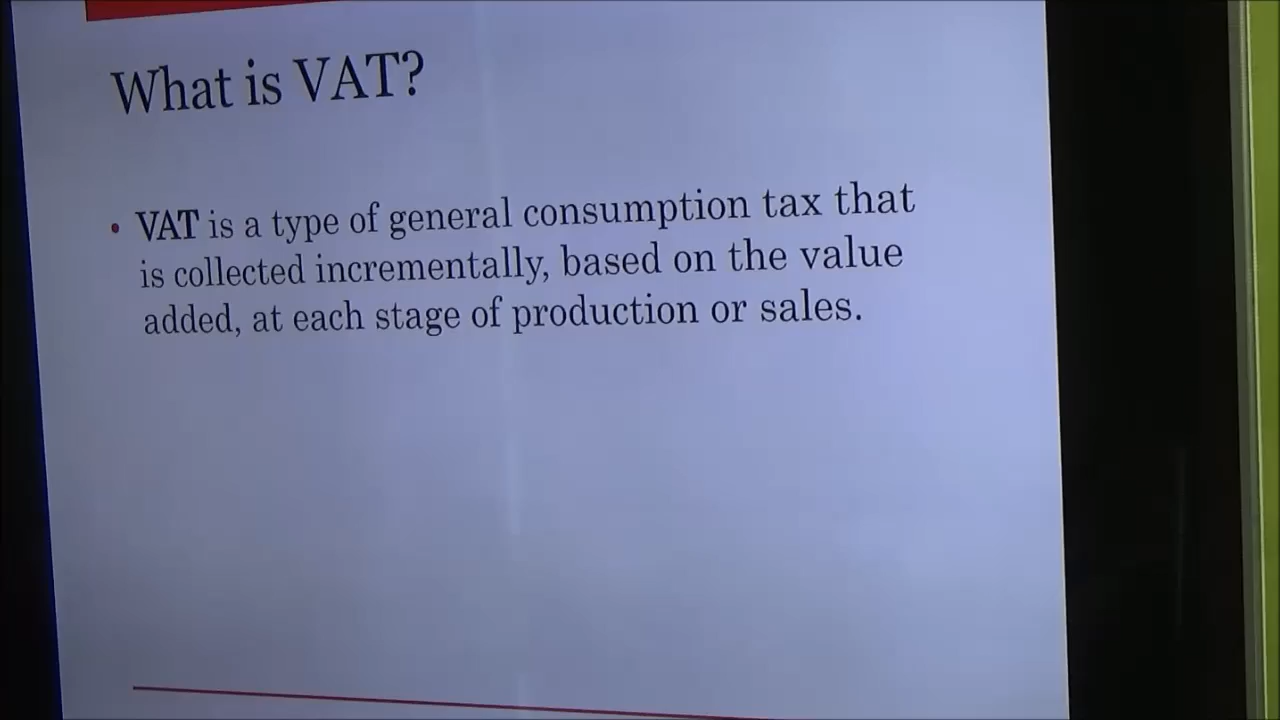 What is VAT?
• VAT is a type of general consumption tax that
is collected incrementally, based on the value
added, at each stage of production or sales.